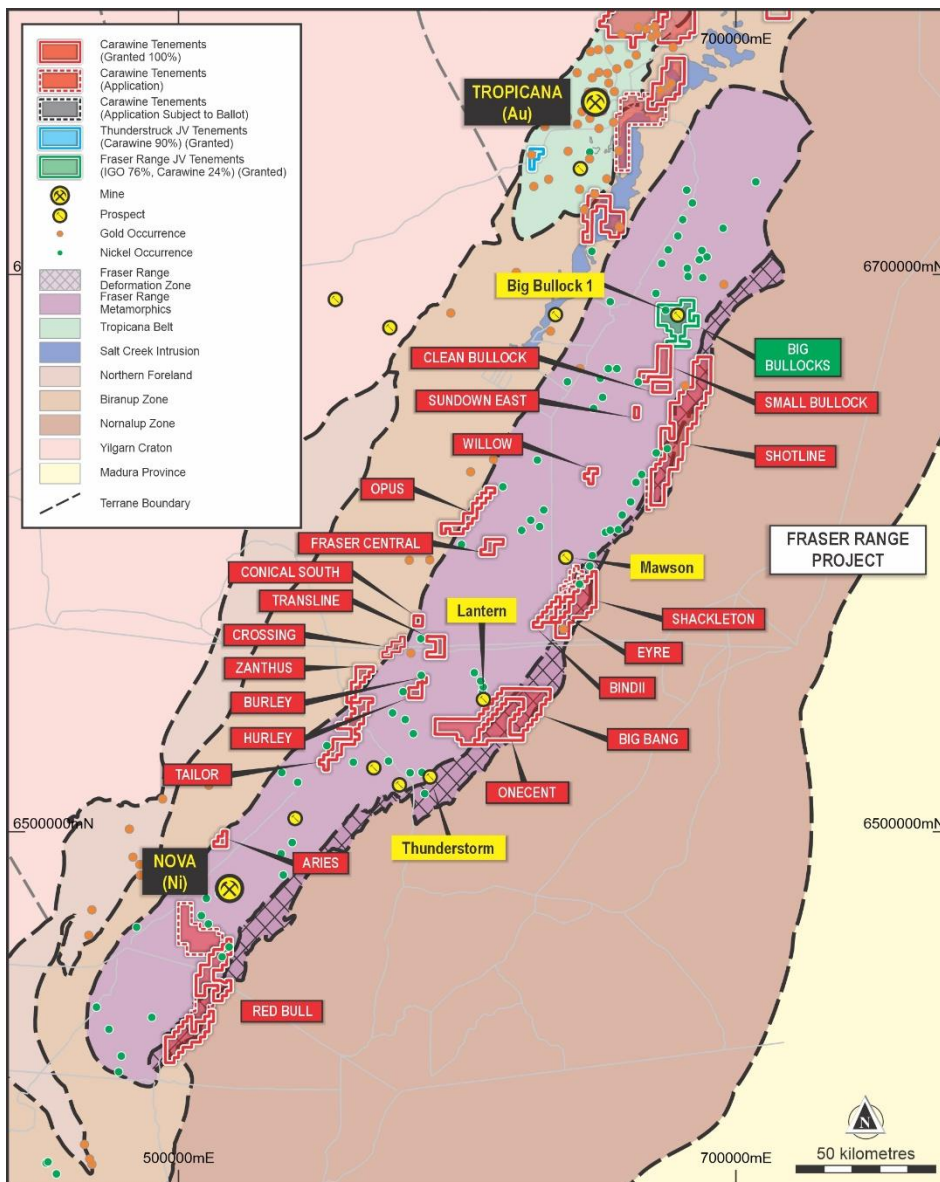 Carawine Tenements
(Granted 100%)
Carawine Tenements
(Application)
Carawine Tenements
(Application Subject to Ballot)
Thunderstruck JV Tenements
(Carawine 90%) (Granted)
Fraser Range JV Tenements
(IGO 76%, Carawine 24%) (Granted)
Mine
Prospect
Gold Occurrence
Nickel Occurrence
Fraser Range
Deformation Zone
Fraser Range
Metamorphics
Tropicana Belt
Salt Creek Intrusion
Northern Foreland
Biranup Zone
Nornalup Zone
Yilgarn Craton
Madura Province
Terrane Boundary
700000mE
TROPICANA
(Au)
6700000mN
Big Bullock 1
CLEAN BULLOCK
BIG
BULLOCKS
SUNDOWN EAST
SMALL BULLOCK
WILLOW
SHOTLINE
OPUS
FRASER CENTRAL
FRASER RANGE
PROJECT
CONICAL SOUTH
Mawson
TRANSLINE
Lantern
SHACKLETON
CROSSING
EYRE
ZANTHUS
BINDII
BURLEY
HURLEY
BIG BANG
TAILOR
ONECENT
6500000mN
6500000mN
Thunderstorm
NOVA
(Ni)
ARIES
RED BULL
500000mE
700000mE
N
50 kilometres